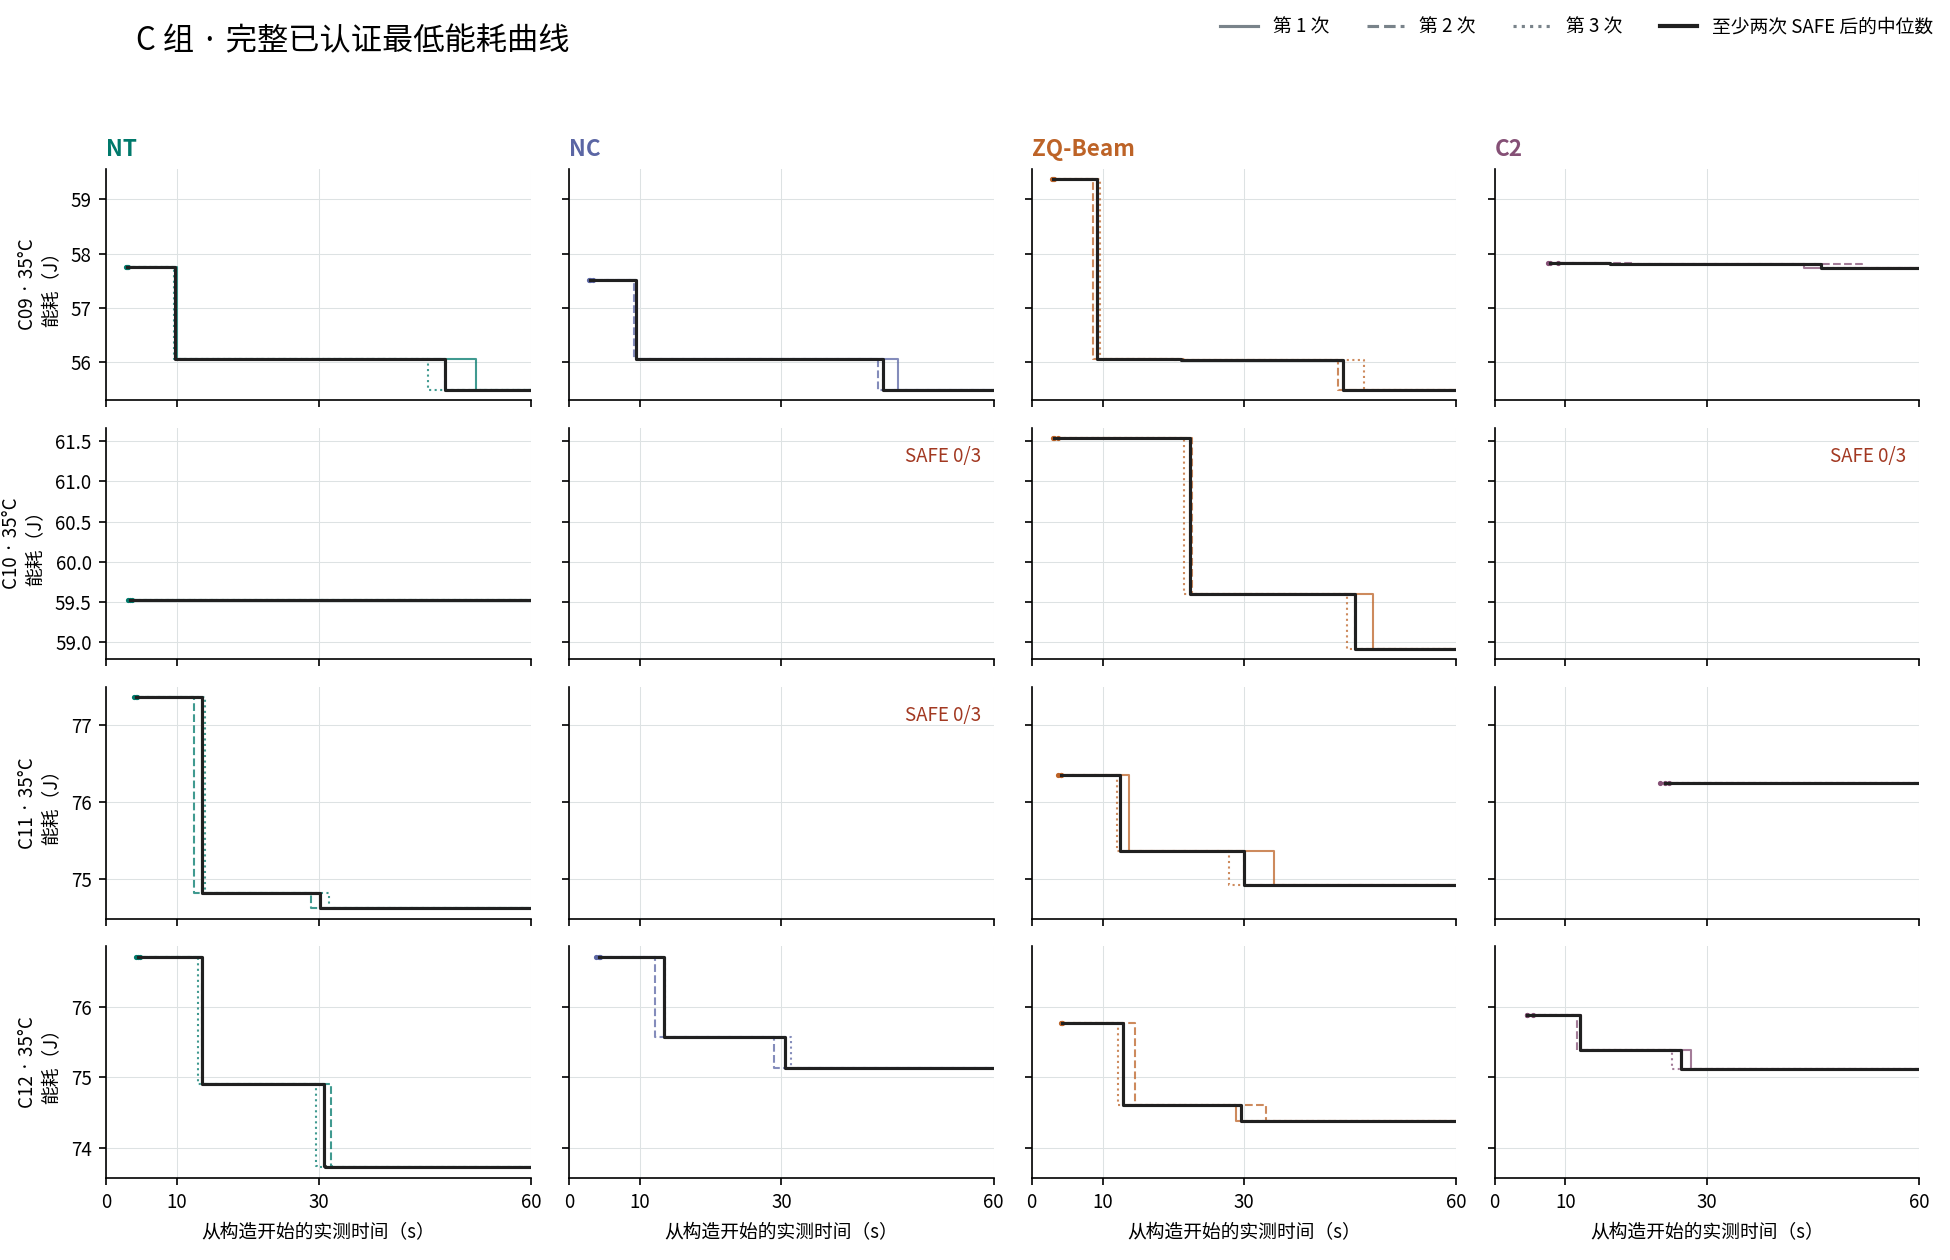 C 组 · 完整已认证最低能耗曲线
第 1 次
第 2 次
第 3 次
至少两次 SAFE 后的中位数
NT
NC
ZQ-Beam
C2
C09 · 35°C
能耗（J）
59
58
57
56
C10 · 35°C
能耗（J）
61.5
61.0
60.5
60.0
59.5
59.0
SAFE 0/3
SAFE 0/3
C11 · 35°C
能耗（J）
77
76
75
SAFE 0/3
C12 · 35°C
能耗（J）
76
75
74
0 10 30 60
0 10 30 60
0 10 30 60
0 10 30 60
从构造开始的实测时间（s）
从构造开始的实测时间（s）
从构造开始的实测时间（s）
从构造开始的实测时间（s）